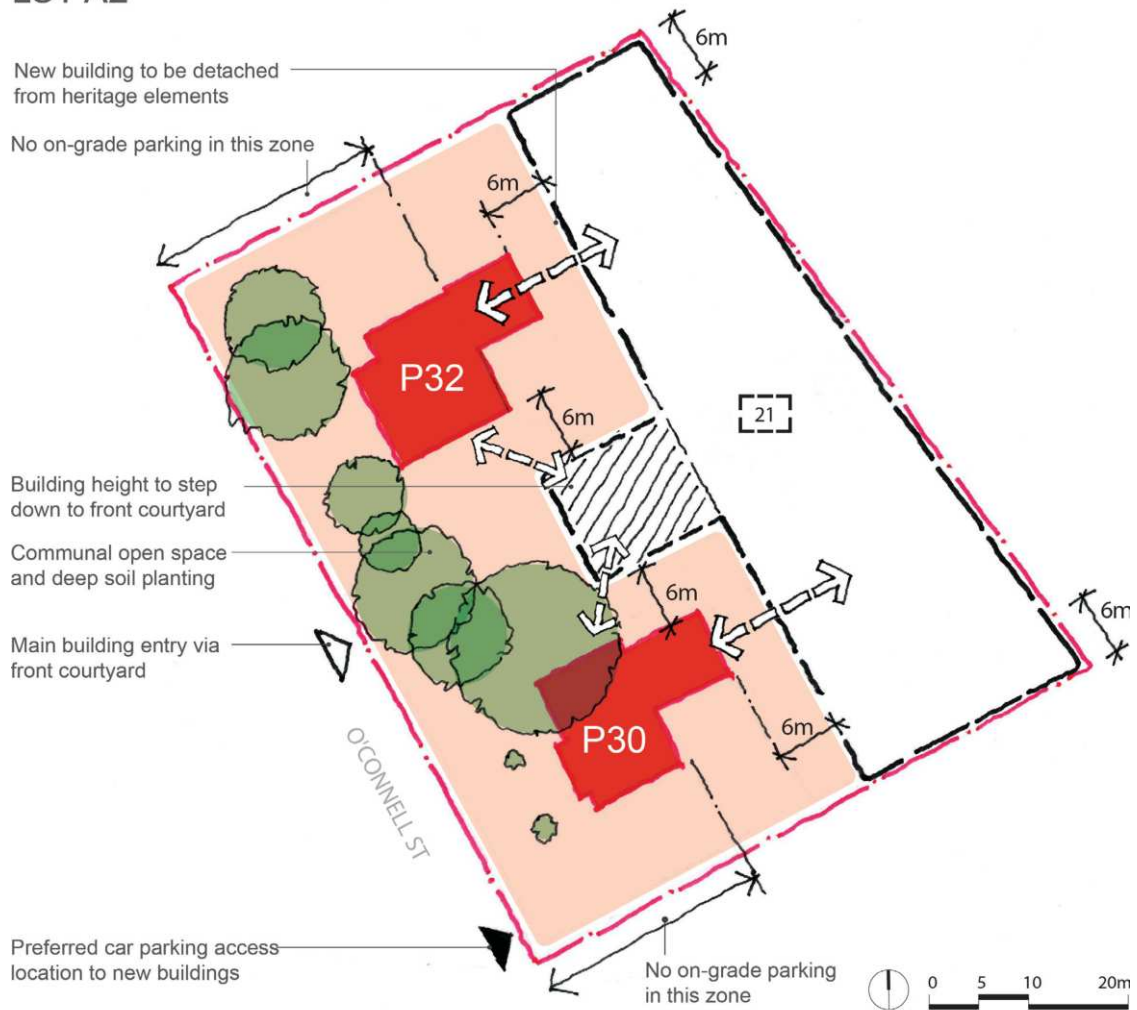 New building to be detached
from heritage elements
No on-grade parking in this zone
6m
6m
P32
21
6m
Building height to step
down to front courtyard
Communal open space
and deep soil planting
6m
6m
Main building entry via
front courtyard
P30
6m
O'CONNELL ST
Preferred car parking access
location to new buildings
No on-grade parking
in this zone
0 5 10 20m